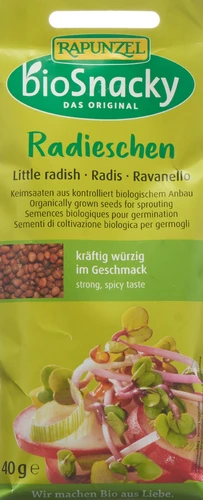 RAPUNZEL
bioSnacky
DAS ORIGINAL
Radieschen
Little radish · Radis · Ravanello
Keimsaaten aus kontrolliert biologischem Anbau
Organically grown seeds for sprouting
Semences biologiques pour germination
Sementi di coltivazione biologica per germogli
kräftig würzig
im Geschmack
strong, spicy taste
40 g e
Wir machen Bio aus Liebe.